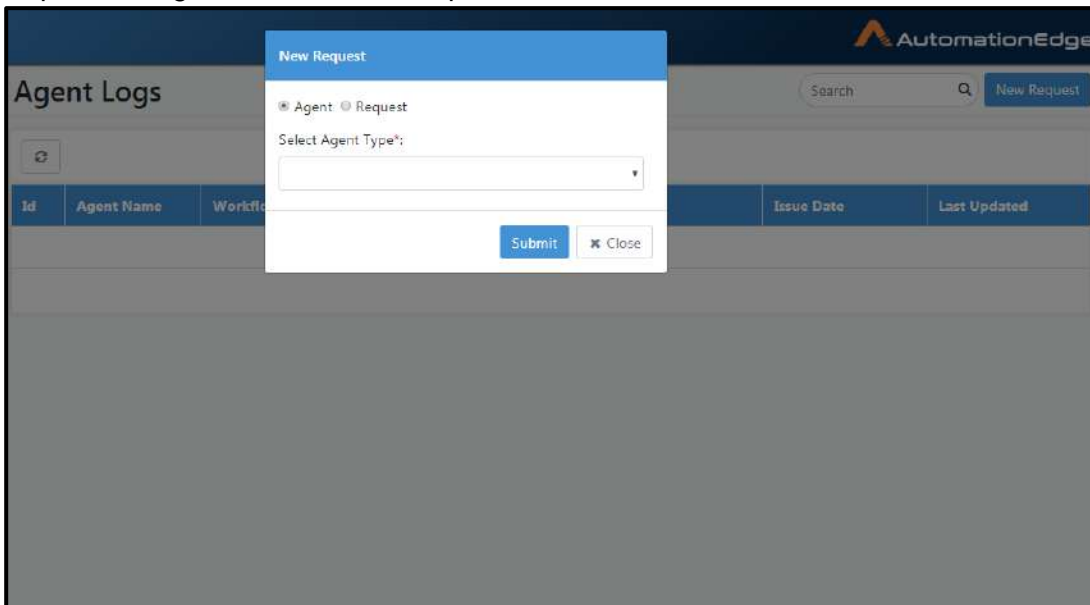 AutomationEdge
New Request
Agent Logs
Search
New Request
Agent Request
Select Agent Type*:
Id Agent Name Issue Date Last Updated
Submit Close